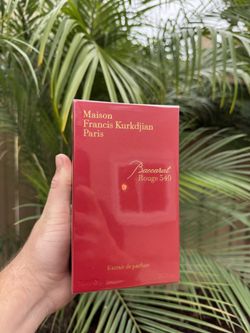 Maison
Francis Kurkdjian
Paris
Baccarat
Rouge 540
Extrait de parfum